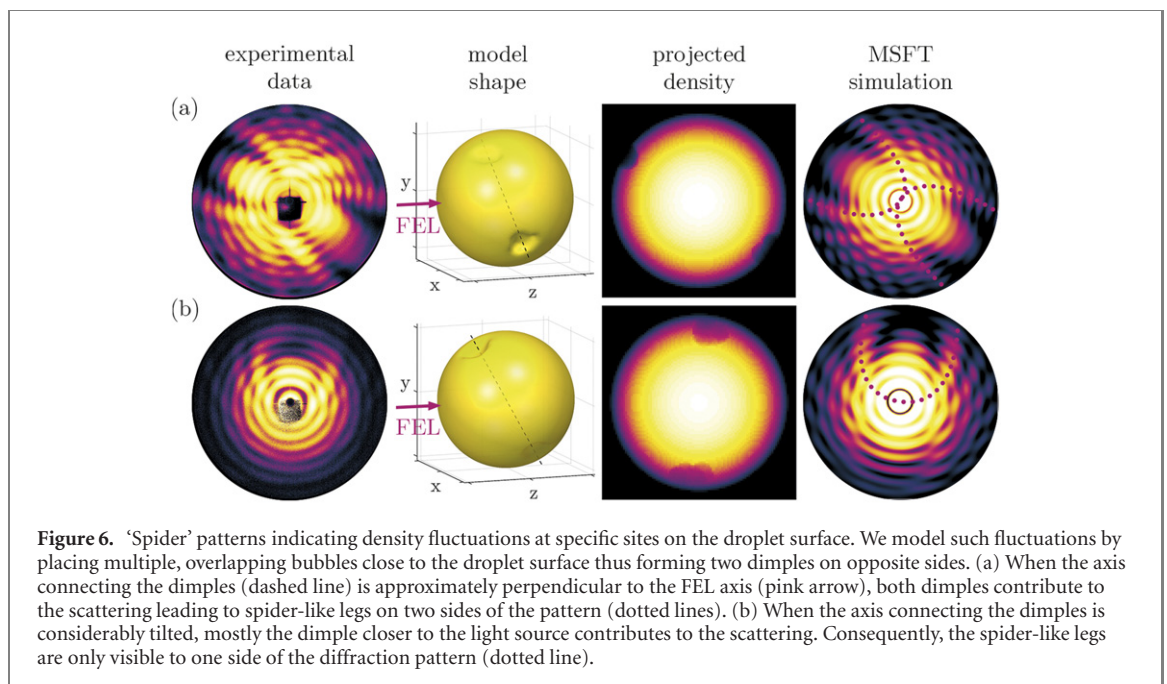 experimental data
model shape
projected density
MSFT simulation
(a)
y
FEL
x
z
(b)
y
FEL
x
z
Figure 6. ‘Spider’ patterns indicating density fluctuations at specific sites on the droplet surface. We model such fluctuations by
placing multiple, overlapping bubbles close to the droplet surface thus forming two dimples on opposite sides. (a) When the axis
connecting the dimples (dashed line) is approximately perpendicular to the FEL axis (pink arrow), both dimples contribute to
the scattering leading to spider-like legs on two sides of the pattern (dotted lines). (b) When the axis connecting the dimples is
considerably tilted, mostly the dimple closer to the light source contributes to the scattering. Consequently, the spider-like legs
are only visible to one side of the diffraction pattern (dotted line).